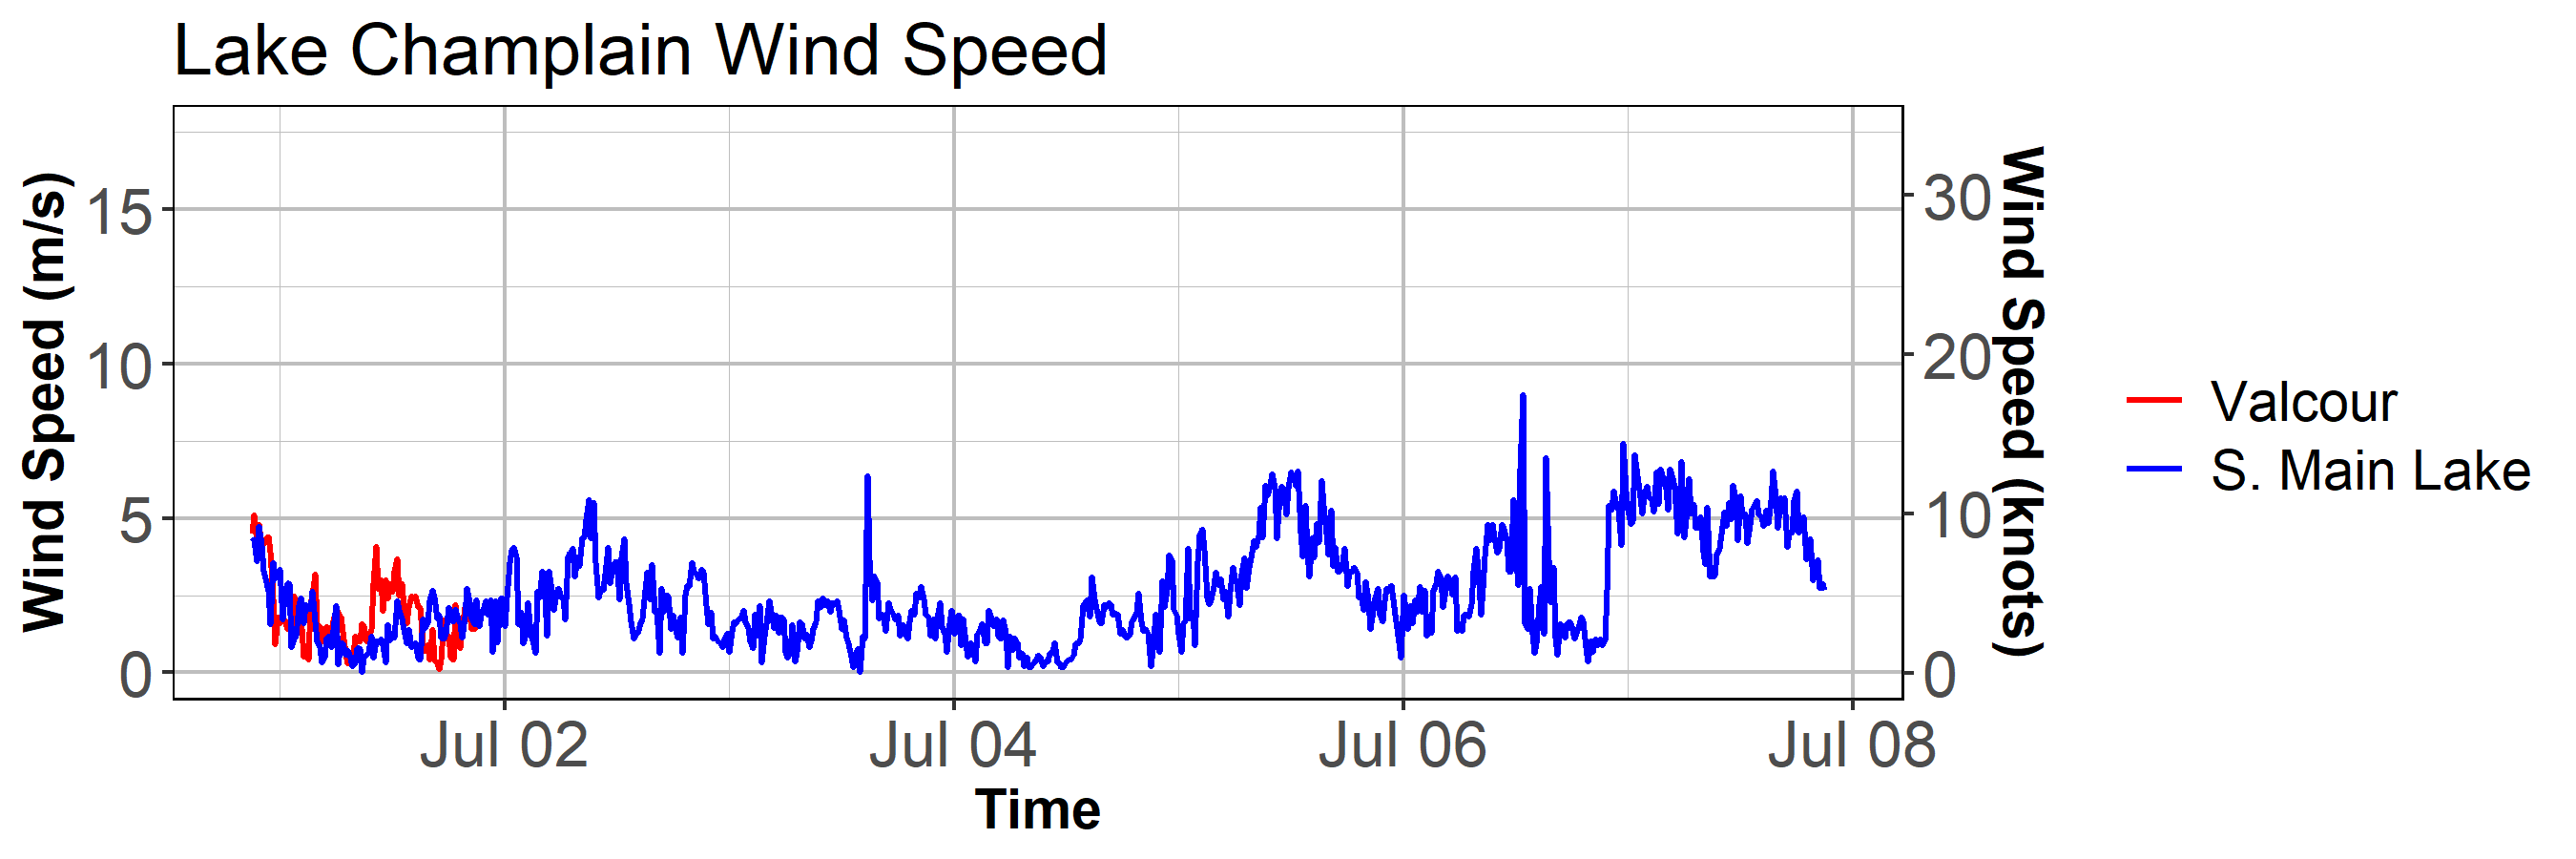 Lake Champlain Wind Speed
Wind Speed (m/s)
15
10
5
0
30
20
10
0
Wind Speed (knots)
Jul 02
Jul 04
Jul 06
Jul 08
Time
Valcour
S. Main Lake